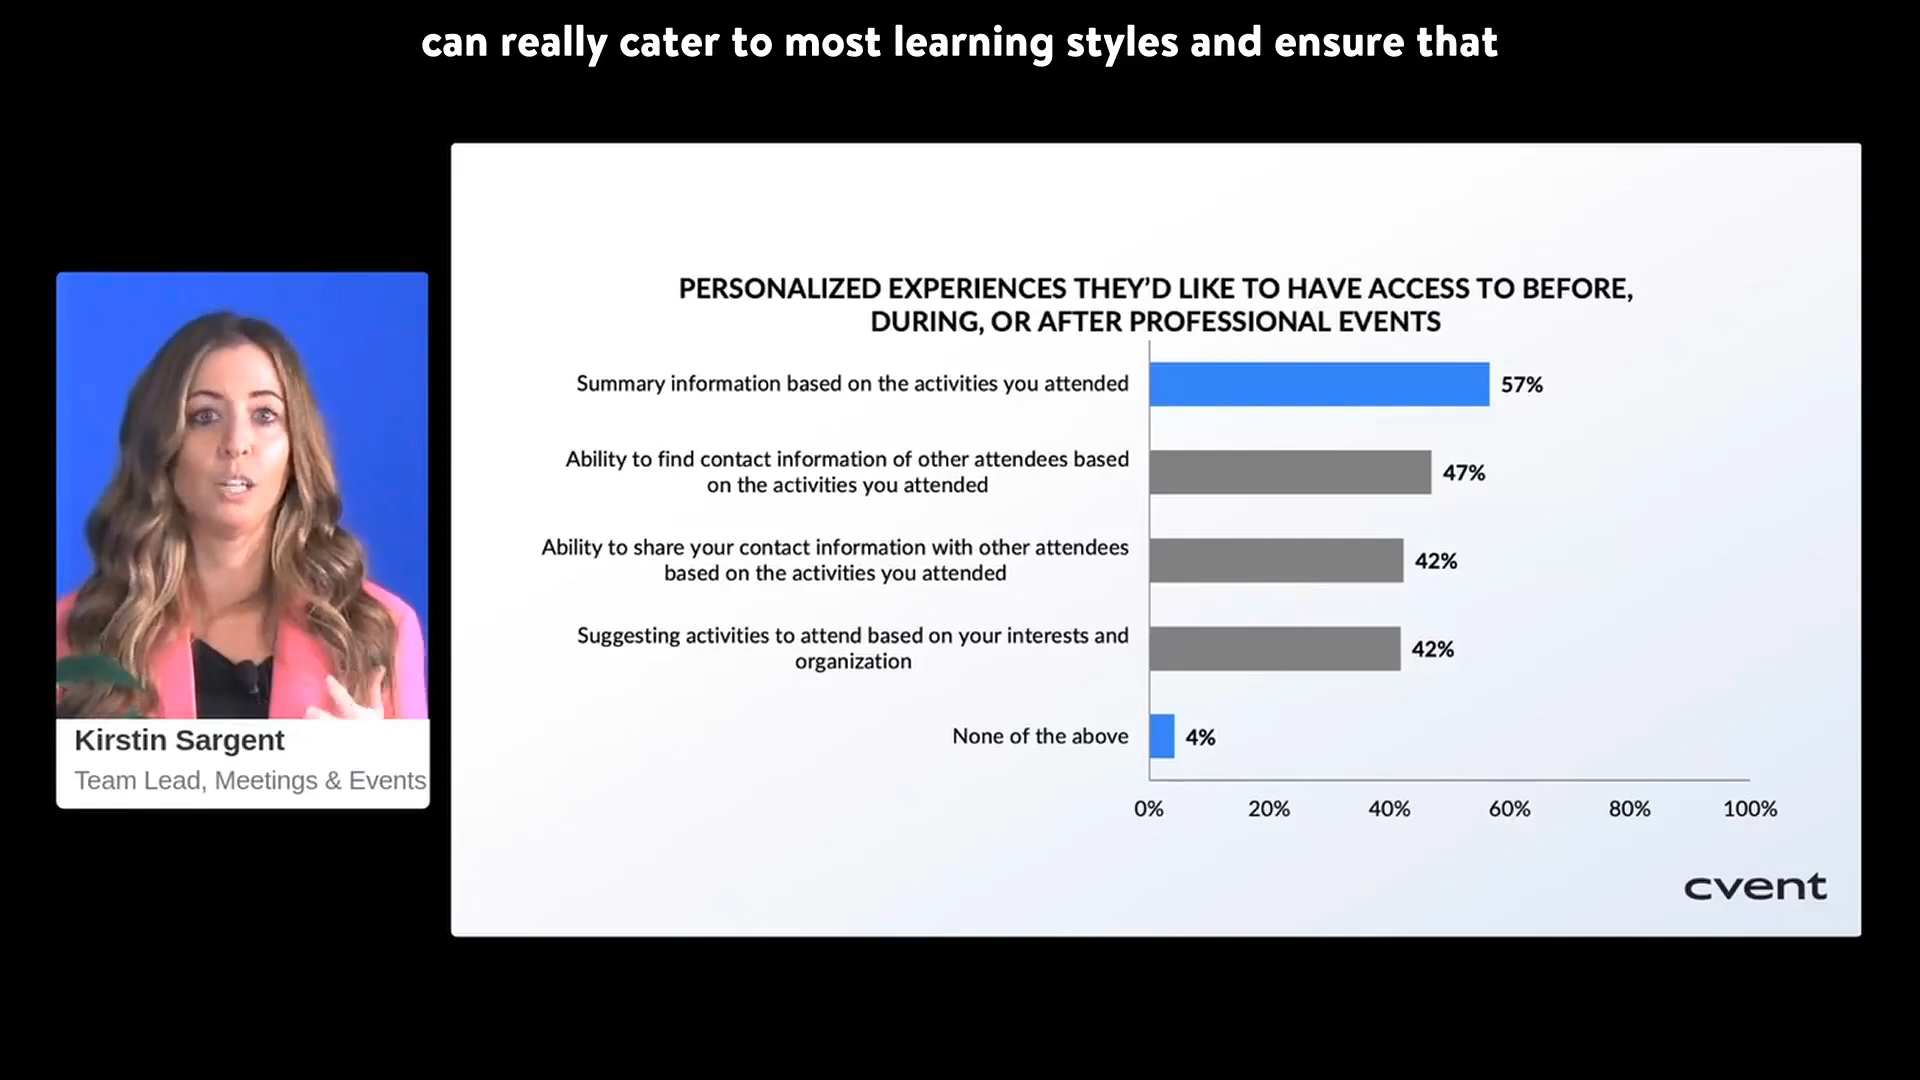 can really cater to most learning styles and ensure that
PERSONALIZED EXPERIENCES THEY'D LIKE TO HAVE ACCESS TO BEFORE,
DURING, OR AFTER PROFESSIONAL EVENTS
Summary information based on the activities you attended
57%
Ability to find contact information of other attendees based
on the activities you attended
47%
Ability to share your contact information with other attendees
based on the activities you attended
42%
Suggesting activities to attend based on your interests and
organization
42%
None of the above
4%
0% 20% 40% 60% 80% 100%
cvent
Kirstin Sargent
Team Lead, Meetings & Events